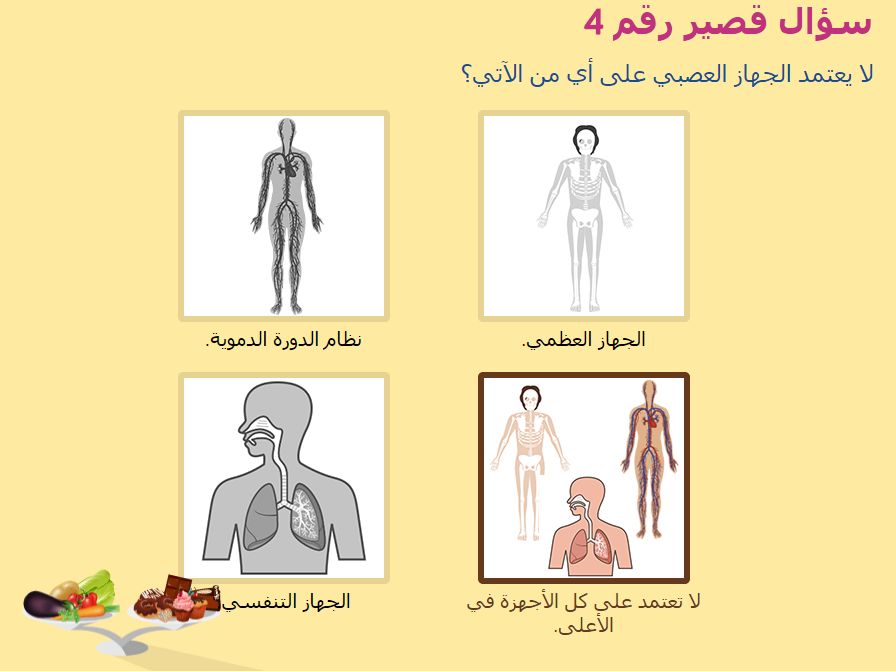 سؤال قصير رقم 4
لا يعتمد الجهاز العصبي على أي من الآتي؟
الجهاز العظمي.
نظام الدورة الدموية.
لا تعتمد على كل الأجهزة في
الأعلى.
الجهاز التنفسي